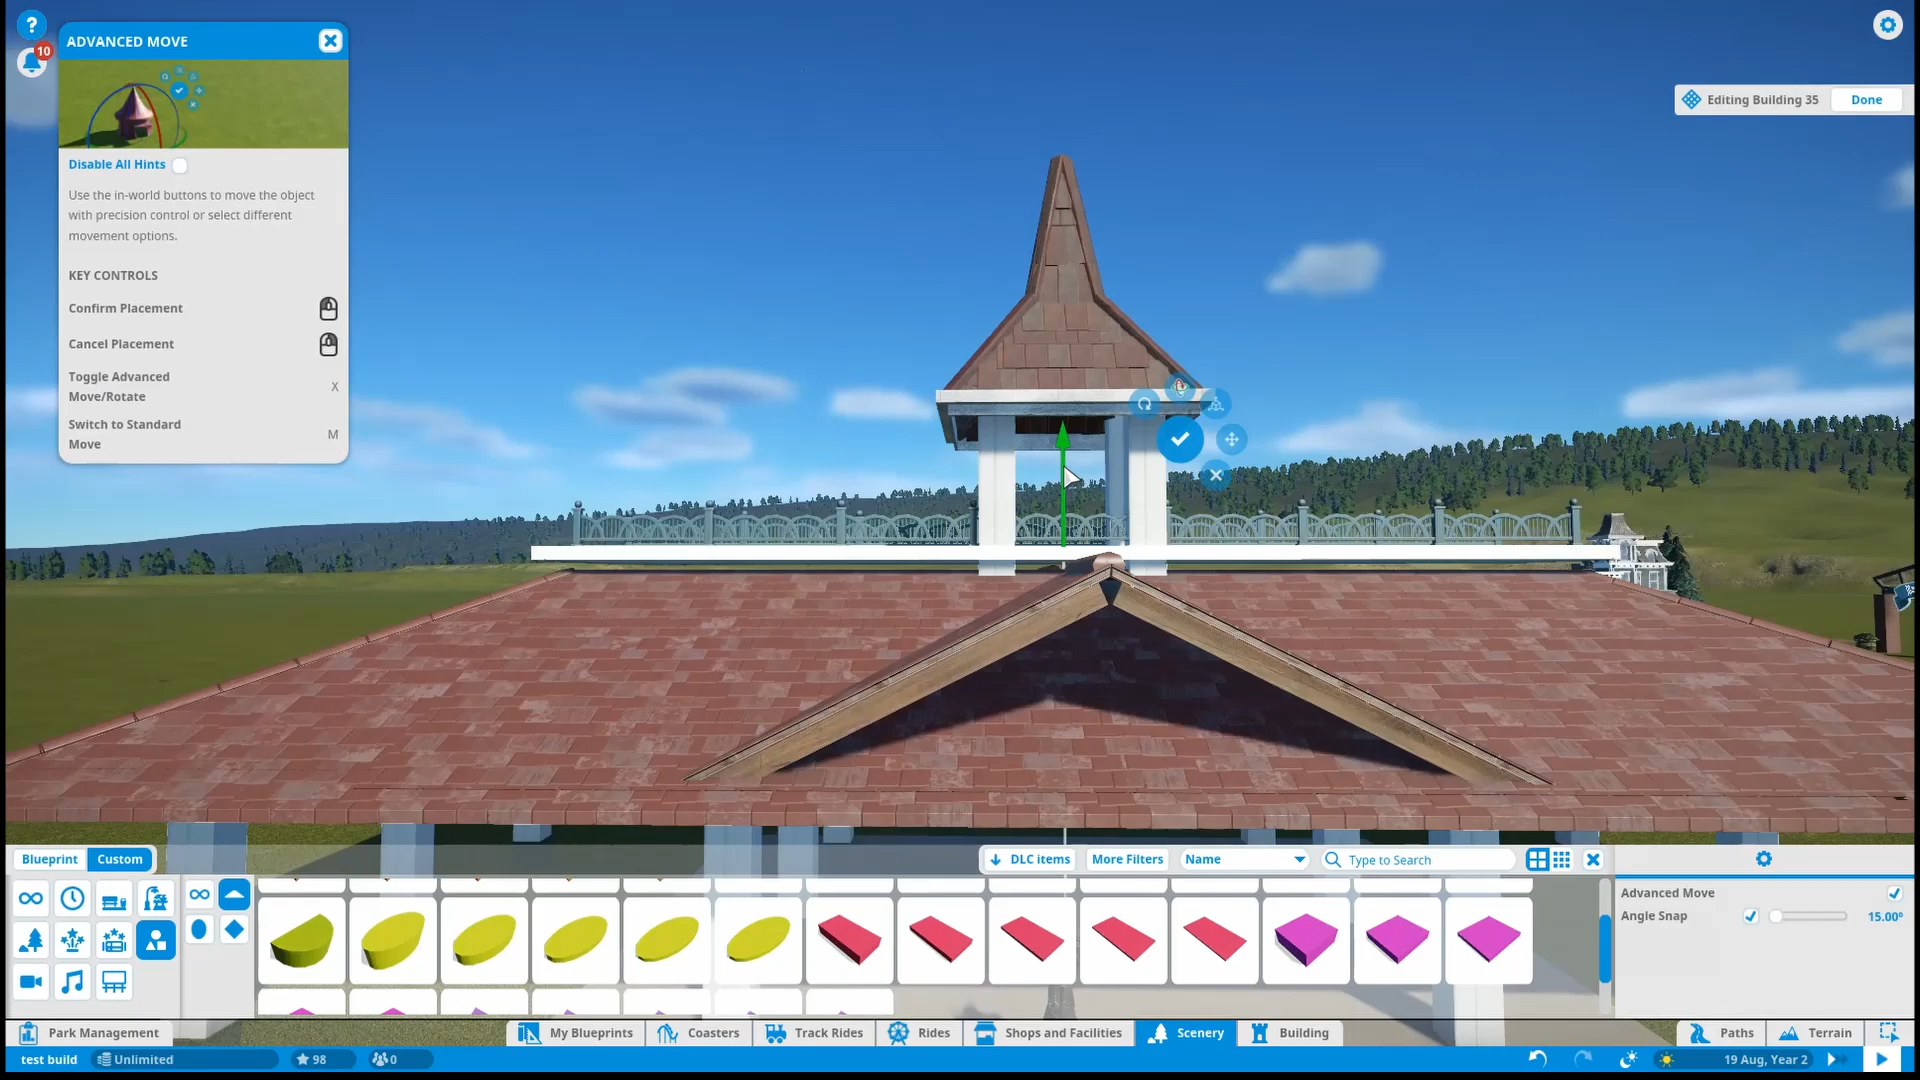 ?
10
ADVANCED MOVE
Disable All Hints
Use the in-world buttons to move the object
with precision control or select different
movement options.
KEY CONTROLS
Confirm Placement
Cancel Placement
Toggle Advanced
Move/Rotate
X
Switch to Standard
Move
M
Editing Building 35
Done
Blueprint
Custom
DLC items
More Filters
Name
Type to Search
Advanced Move
Angle Snap
15.00°
Park Management
My Blueprints
Coasters
Track Rides
Rides
Shops and Facilities
Scenery
Building
Paths
Terrain
test build
Unlimited
98
0
19 Aug, Year 2